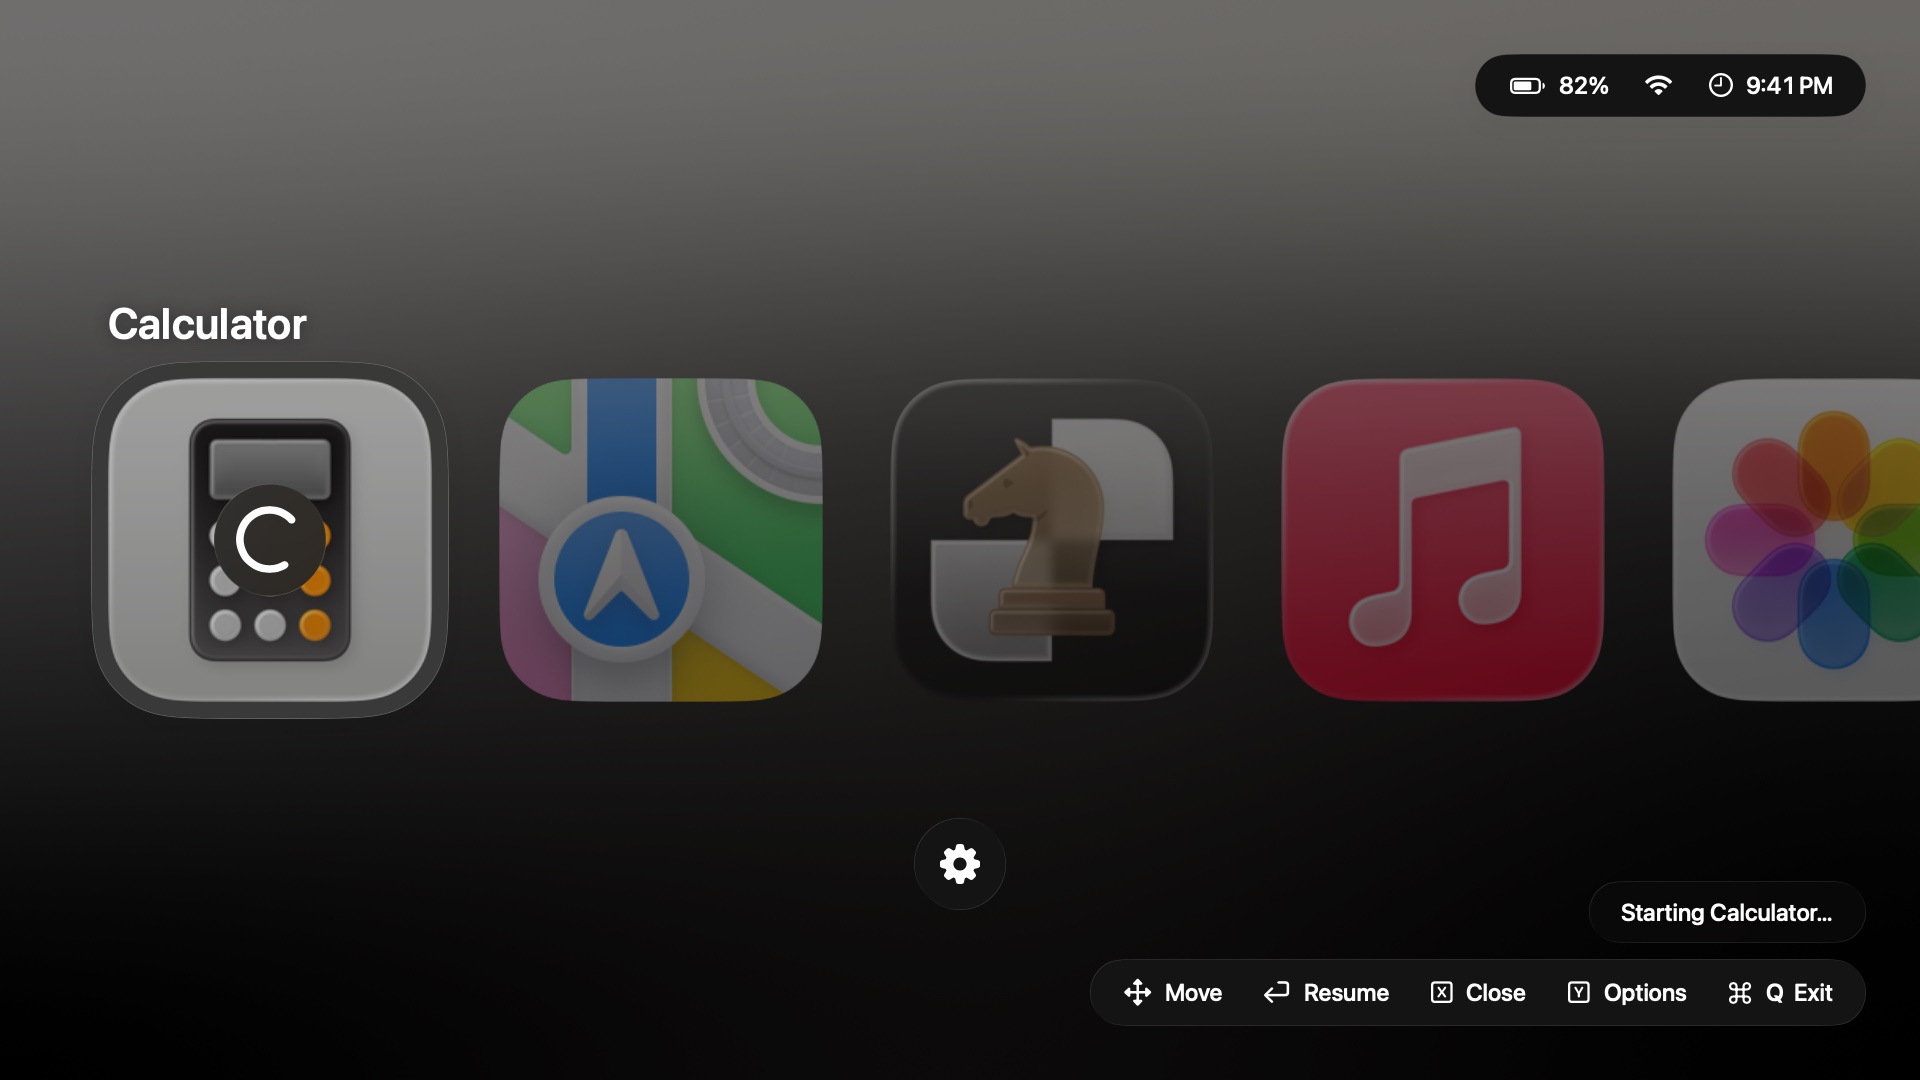 82% 9:41 PM
Calculator
Starting Calculator...
Move Resume X Close Y Options ⌘ Q Exit